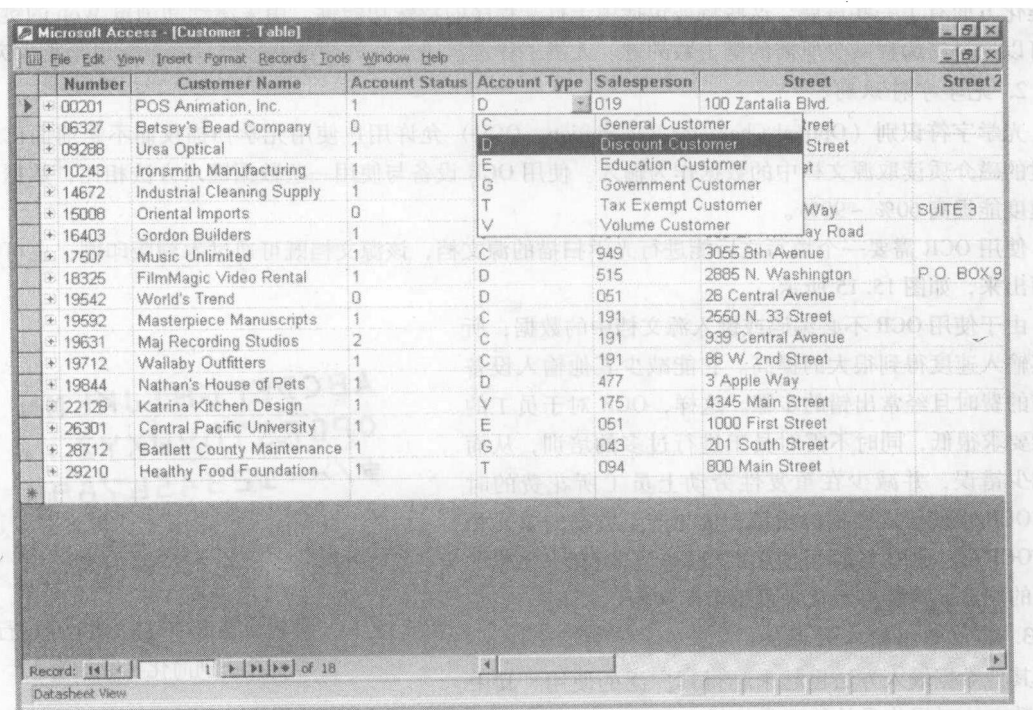 Microsoft Access - [Customer : Table]
File Edit View Insert Format Records Tools Window Help
Number Customer Name Account Status Account Type Salesperson Street Street 2
+ 00201 POS Animation, Inc. 1 D 019 100 Zantalia Blvd.
+ 06327 Betsey's Bead Company 0 C General Customer treet
+ 09288 Ursa Optical 1 D Discount Customer Street
+ 10243 Ironsmith Manufacturing 1 E Education Customer et
+ 14672 Industrial Cleaning Supply 1 G Government Customer
+ 15008 Oriental Imports 0 T Tax Exempt Customer Way SUITE 3
+ 16403 Gordon Builders 1 V Volume Customer ay Road
+ 17507 Music Unlimited 1 C 949 3055 8th Avenue
+ 18325 FilmMagic Video Rental 1 D 515 2885 N. Washington P.O. BOX 9
+ 19542 World's Trend 0 D 051 28 Central Avenue
+ 19592 Masterpiece Manuscripts 1 C 191 2560 N. 33 Street
+ 19631 Maj Recording Studios 2 C 191 939 Central Avenue
+ 19712 Wallaby Outfitters 1 C 191 88 W. 2nd Street
+ 19844 Nathan's House of Pets 1 D 477 3 Apple Way
+ 22128 Katrina Kitchen Design 1 V 175 4345 Main Street
+ 26301 Central Pacific University 1 E 051 1000 First Street
+ 28712 Bartlett County Maintenance 1 G 043 201 South Street
+ 29210 Healthy Food Foundation 1 T 094 800 Main Street
Record: 1 of 18
Datasheet View